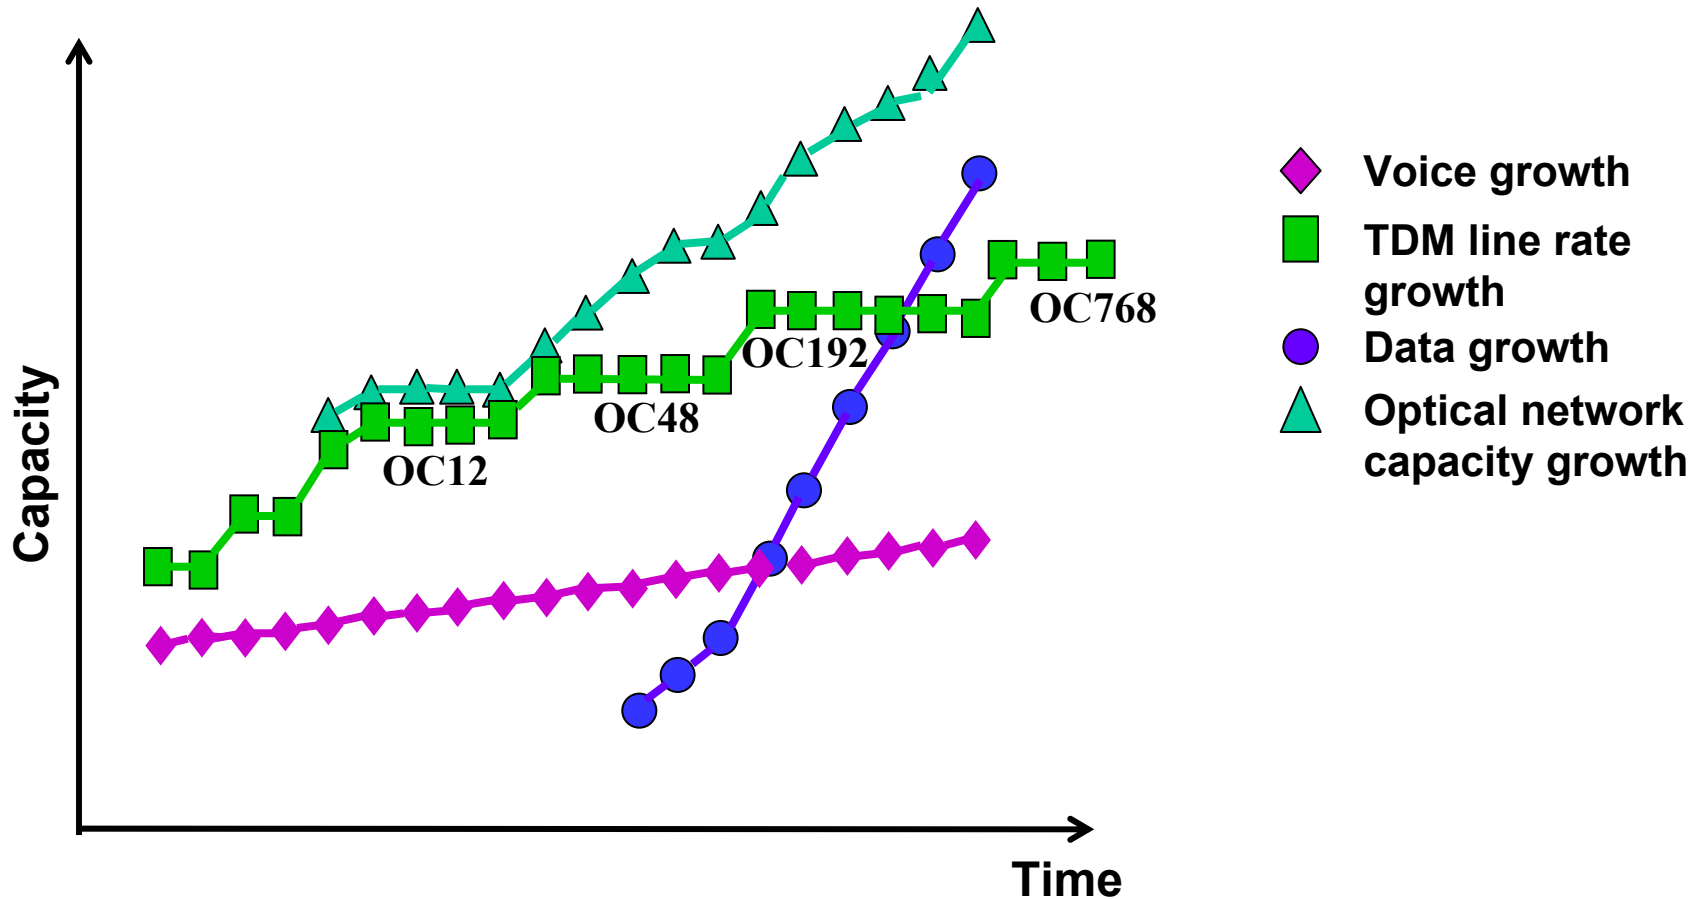 Voice growth
TDM line rate
growth
Data growth
Optical network
capacity growth
OC768
OC192
OC48
OC12
Capacity
Time